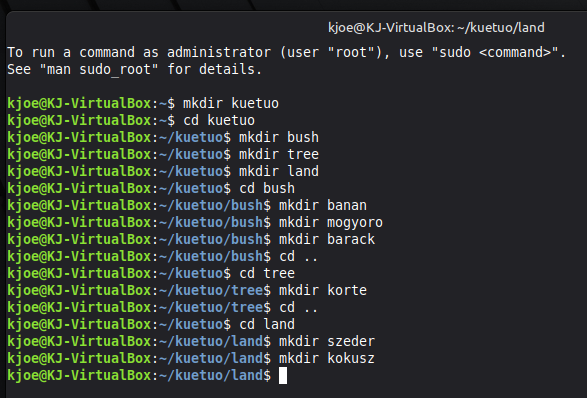 kjoe@KJ-VirtualBox: ~/kuetuo/land
To run a command as administrator (user "root"), use "sudo <command>".
See "man sudo_root" for details.
kjoe@KJ-VirtualBox:~$ mkdir kuetuo
kjoe@KJ-VirtualBox:~$ cd kuetuo
kjoe@KJ-VirtualBox:~/kuetuo$ mkdir bush
kjoe@KJ-VirtualBox:~/kuetuo$ mkdir tree
kjoe@KJ-VirtualBox:~/kuetuo$ mkdir land
kjoe@KJ-VirtualBox:~/kuetuo$ cd bush
kjoe@KJ-VirtualBox:~/kuetuo/bush$ mkdir banan
kjoe@KJ-VirtualBox:~/kuetuo/bush$ mkdir mogyoro
kjoe@KJ-VirtualBox:~/kuetuo/bush$ mkdir barack
kjoe@KJ-VirtualBox:~/kuetuo/bush$ cd ..
kjoe@KJ-VirtualBox:~/kuetuo$ cd tree
kjoe@KJ-VirtualBox:~/kuetuo/tree$ mkdir korte
kjoe@KJ-VirtualBox:~/kuetuo/tree$ cd ..
kjoe@KJ-VirtualBox:~/kuetuo$ cd land
kjoe@KJ-VirtualBox:~/kuetuo/land$ mkdir szeder
kjoe@KJ-VirtualBox:~/kuetuo/land$ mkdir kokusz
kjoe@KJ-VirtualBox:~/kuetuo/land$